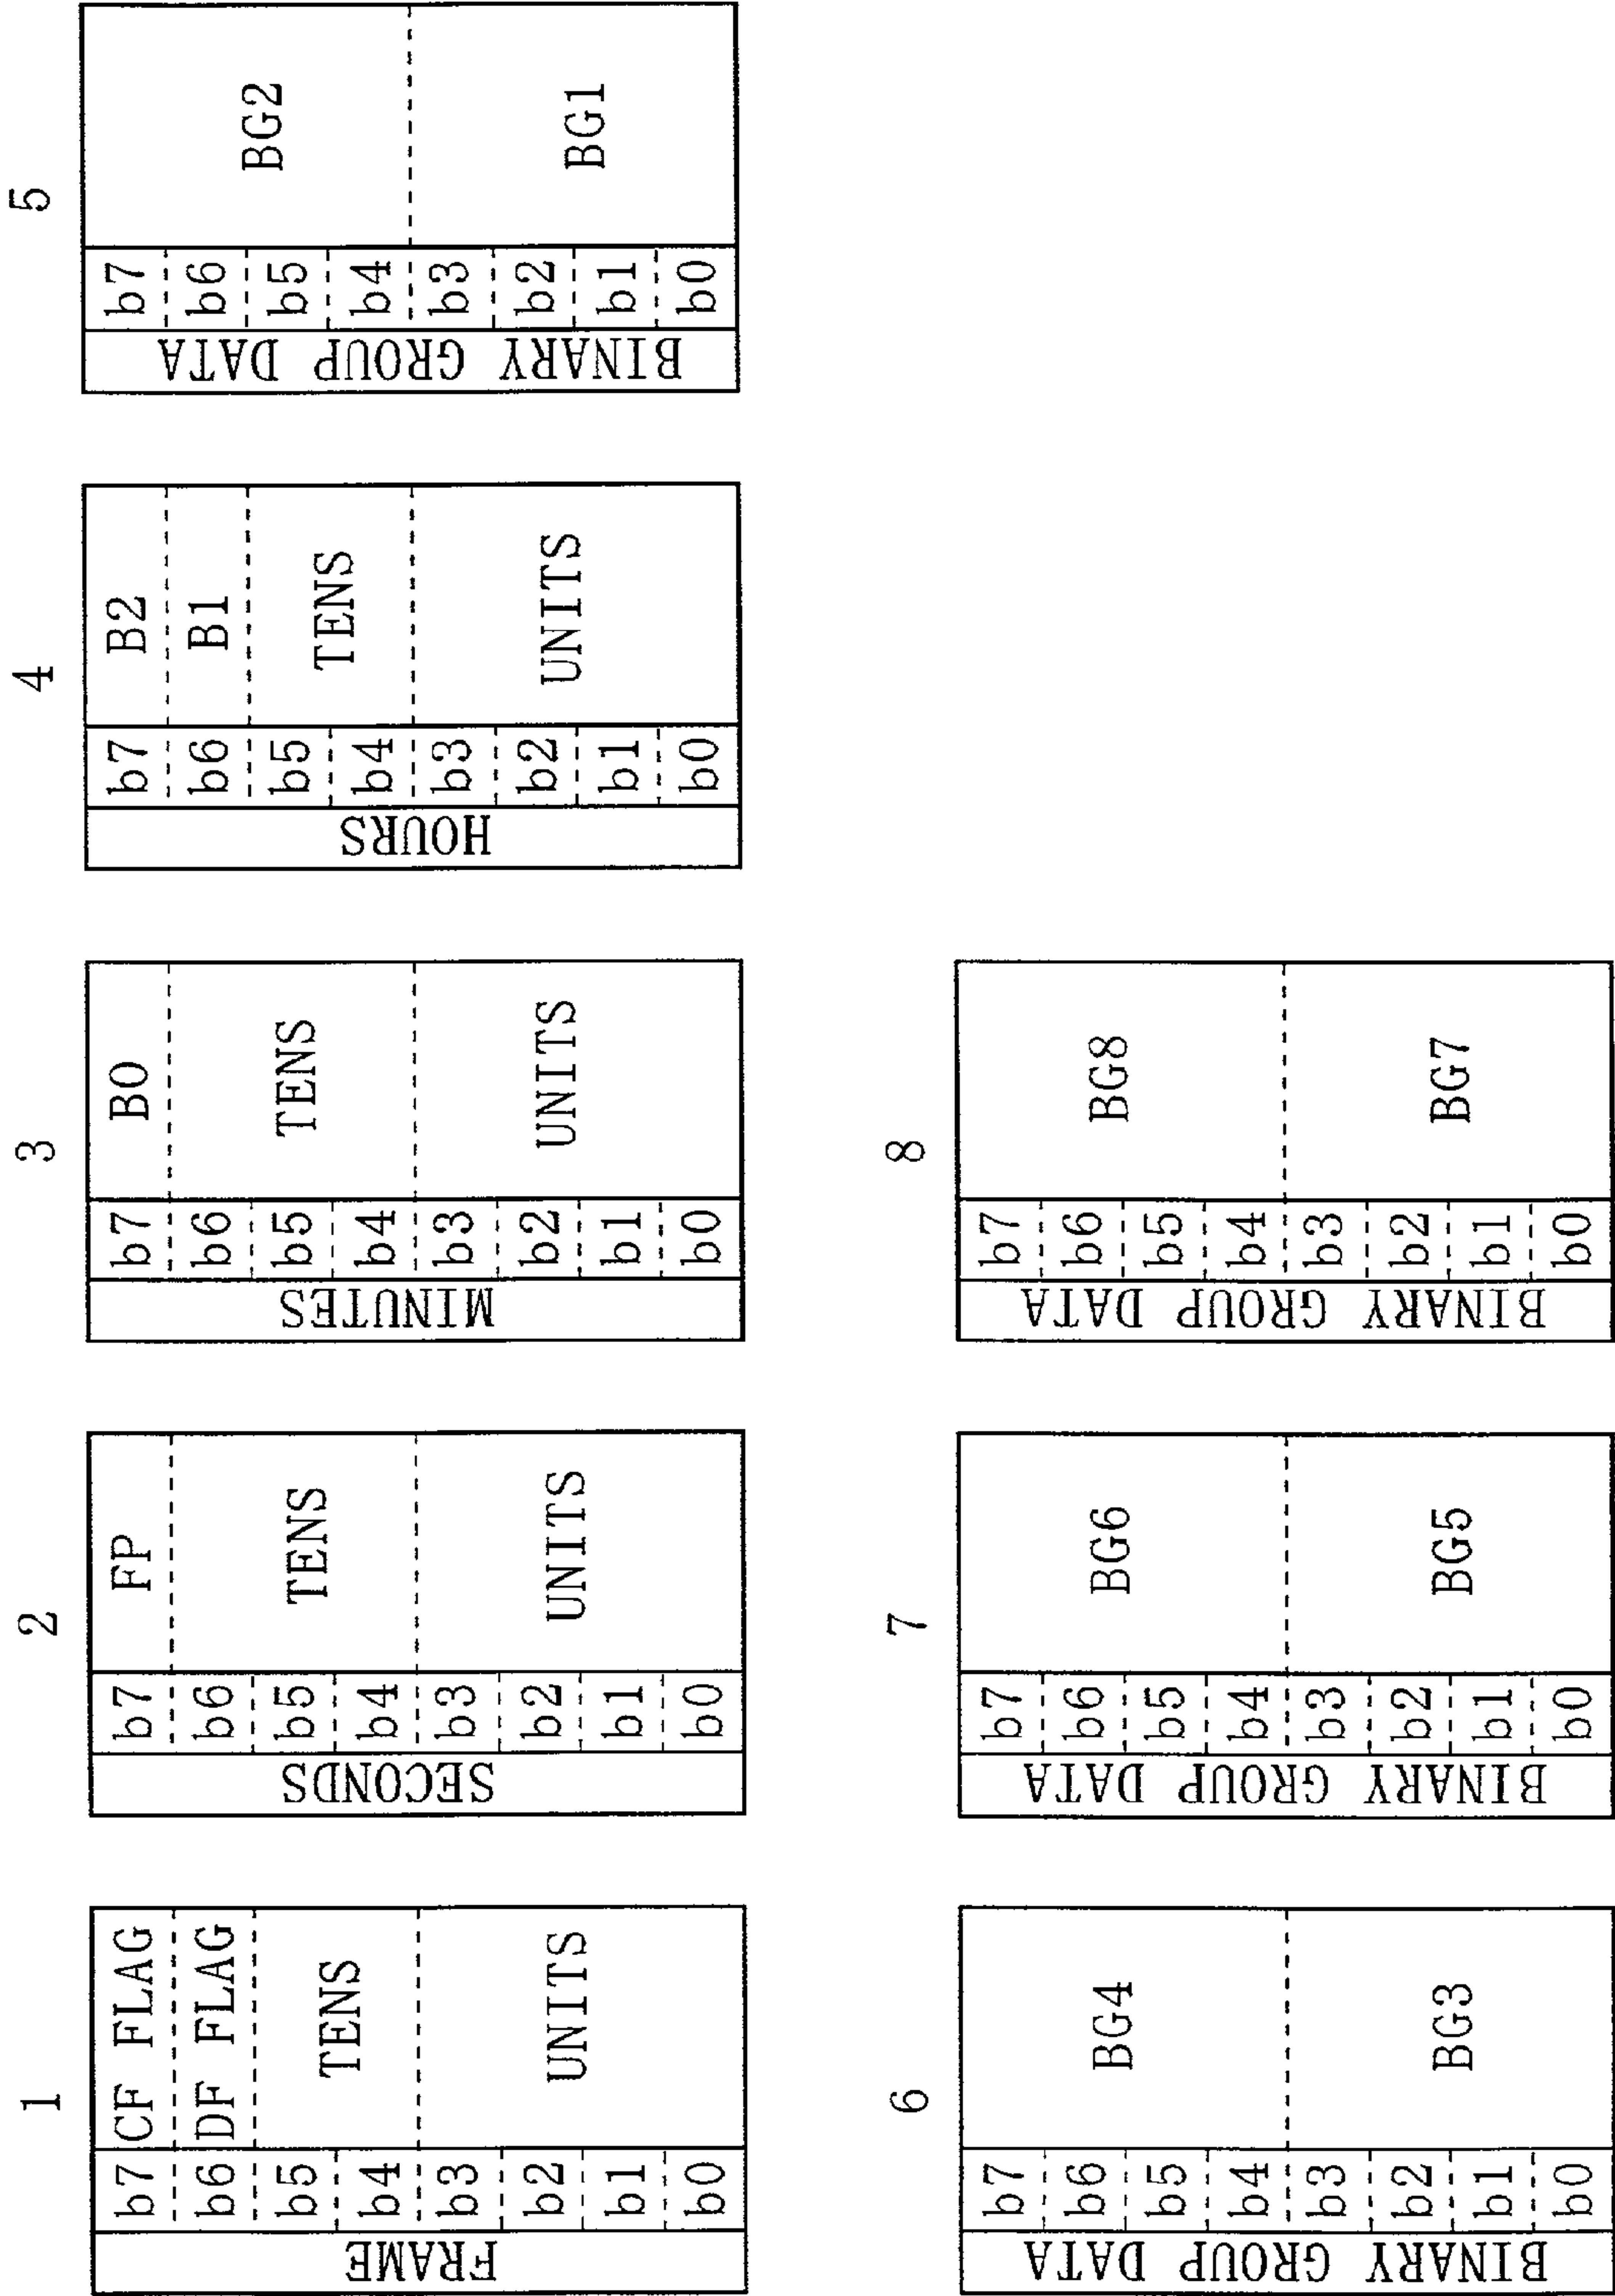 1
FRAME
b7 CF FLAG
b6 DF FLAG
b5
TENS
b4
b3
b2
UNITS
b1
b0
2
SECONDS
b7 FP
b6
b5 TENS
b4
b3
b2
UNITS
b1
b0
3
MINUTES
b7 BO
b6
b5 TENS
b4
b3
b2
UNITS
b1
b0
4
HOURS
b7 B2
b6 B1
b5
TENS
b4
b3
b2
UNITS
b1
b0
5
BINARY GROUP DATA
b7
b6
BG2
b5
b4
b3
b2
BG1
b1
b0
6
BINARY GROUP DATA
b7
b6
BG4
b5
b4
b3
b2
BG3
b1
b0
7
BINARY GROUP DATA
b7
b6
BG6
b5
b4
b3
b2
BG5
b1
b0
8
BINARY GROUP DATA
b7
b6
BG8
b5
b4
b3
b2
BG7
b1
b0